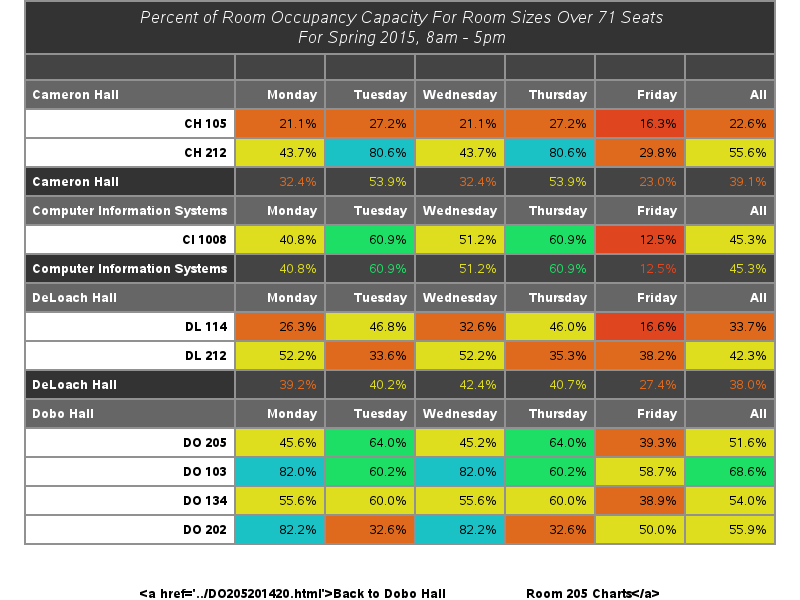 Percent of Room Occupancy Capacity For Room Sizes Over 71 Seats
For Spring 2015, 8am - 5pm
Cameron Hall Monday Tuesday Wednesday Thursday Friday All
CH 105 21.1% 27.2% 21.1% 27.2% 16.3% 22.6%
CH 212 43.7% 80.6% 43.7% 80.6% 29.8% 55.6%
Cameron Hall 32.4% 53.9% 32.4% 53.9% 23.0% 39.1%
Computer Information Systems Monday Tuesday Wednesday Thursday Friday All
CI 1008 40.8% 60.9% 51.2% 60.9% 12.5% 45.3%
Computer Information Systems 40.8% 60.9% 51.2% 60.9% 12.5% 45.3%
DeLoach Hall Monday Tuesday Wednesday Thursday Friday All
DL 114 26.3% 46.8% 32.6% 46.0% 16.6% 33.7%
DL 212 52.2% 33.6% 52.2% 35.3% 38.2% 42.3%
DeLoach Hall 39.2% 40.2% 42.4% 40.7% 27.4% 38.0%
Dobo Hall Monday Tuesday Wednesday Thursday Friday All
DO 205 45.6% 64.0% 45.2% 64.0% 39.3% 51.6%
DO 103 82.0% 60.2% 82.0% 60.2% 58.7% 68.6%
DO 134 55.6% 60.0% 55.6% 60.0% 38.9% 54.0%
DO 202 82.2% 32.6% 82.2% 32.6% 50.0% 55.9%
<a href='../DO205201420.html'>Back to Dobo Hall Room 205 Charts</a>